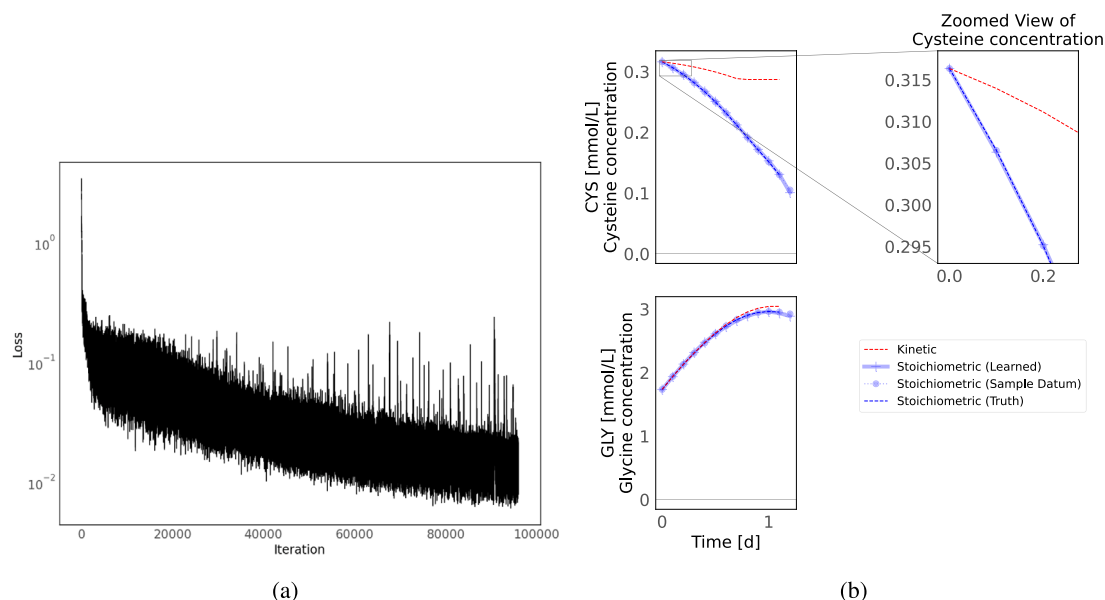 Loss
10^0
10^-1
10^-2
0 20000 40000 60000 80000 100000
Iteration
(a)
CYS [mmol/L]
Cysteine concentration
0.3
0.2
0.1
0.0
Zoomed View of
Cysteine concentration
0.315
0.310
0.305
0.300
0.295
0.0 0.2
GLY [mmol/L]
Glycine concentration
3
2
1
0
0 1
Time [d]
Kinetic
Stoichiometric (Learned)
Stoichiometric (Sample Datum)
Stoichiometric (Truth)
(b)